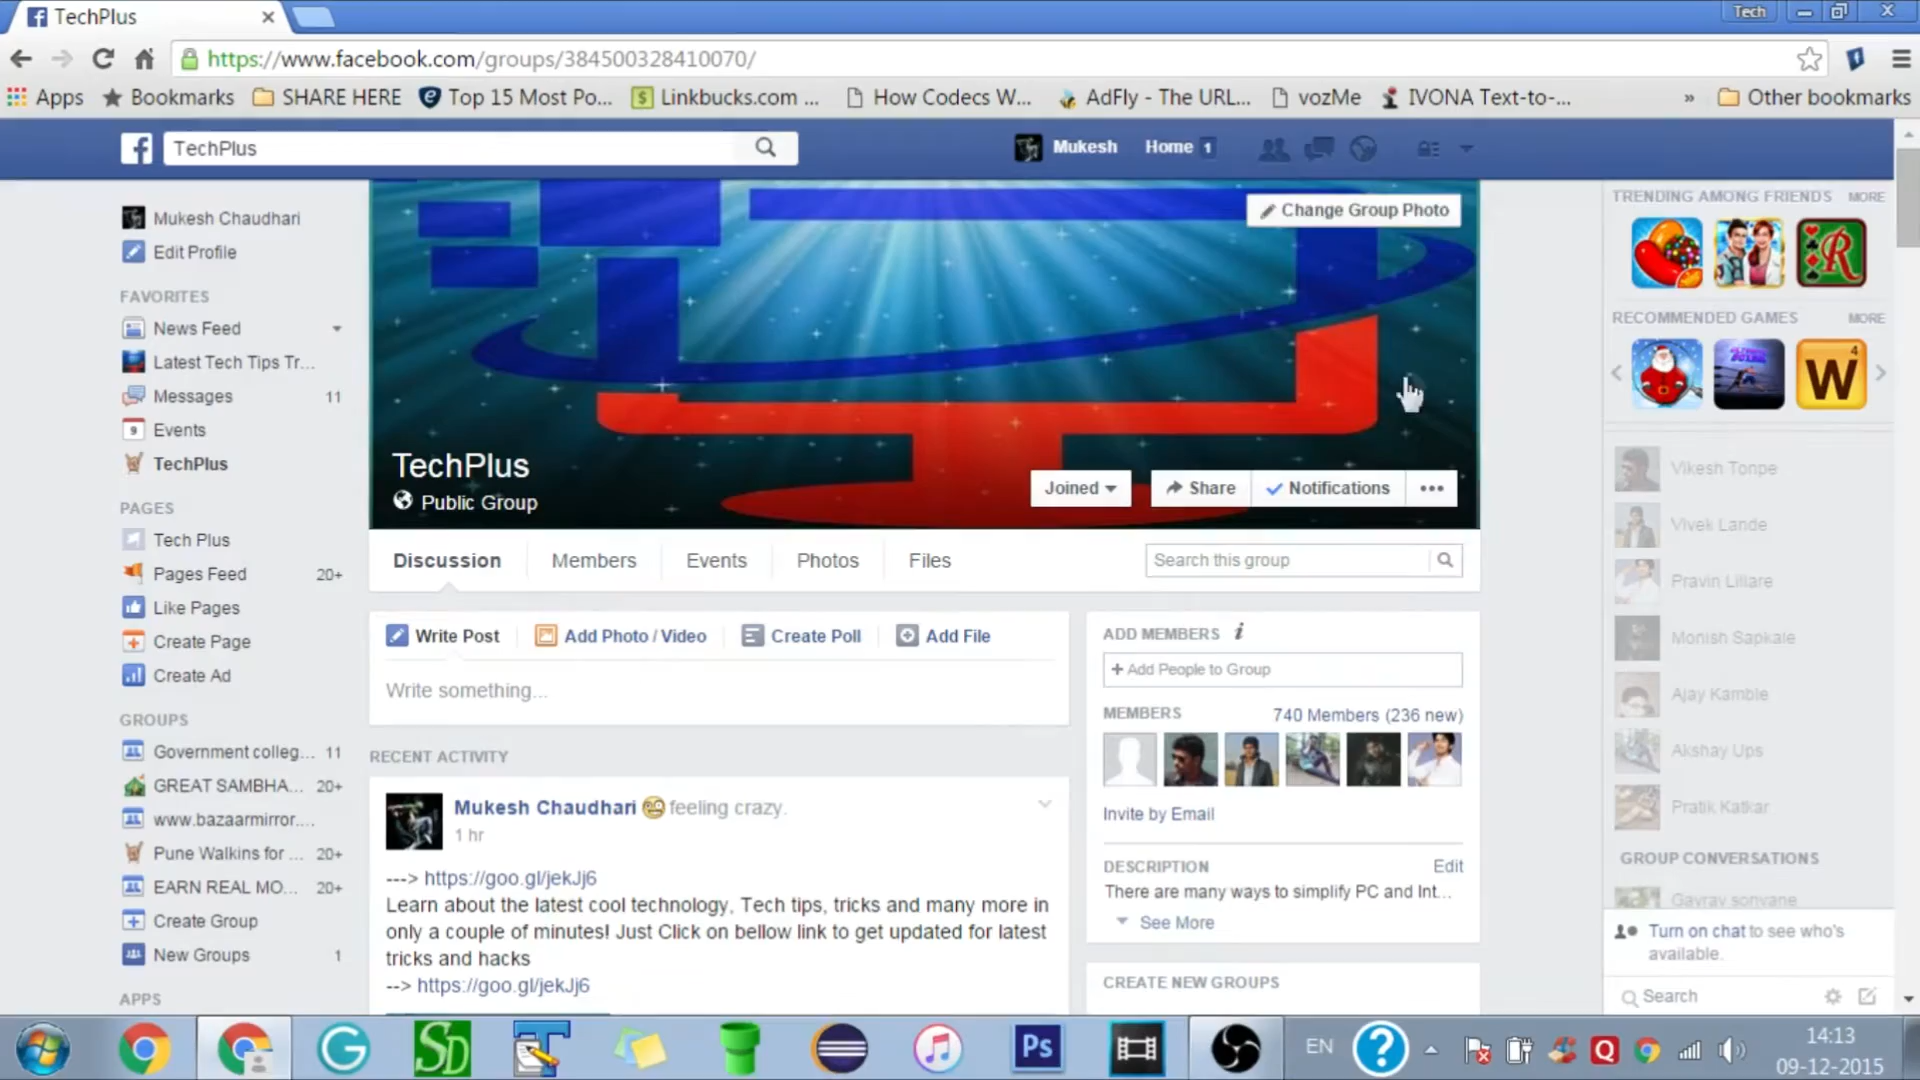 TechPlus
Tech
https://www.facebook.com/groups/384500328410070/
Apps
Bookmarks
SHARE HERE
Top 15 Most Po...
Linkbucks.com ...
How Codecs W...
AdFly - The URL...
vozMe
IVONA Text-to-...
»
Other bookmarks
TechPlus
Mukesh
Home 1
Mukesh Chaudhari
Edit Profile
FAVORITES
News Feed
Latest Tech Tips Tr...
Messages 11
Events
TechPlus
PAGES
Tech Plus
Pages Feed 20+
Like Pages
Create Page
Create Ad
GROUPS
Government colleg... 11
GREAT SAMBHA... 20+
www.bazaarmirror....
Pune Walkins for ... 20+
EARN REAL MO... 20+
Create Group
New Groups 1
APPS
Change Group Photo
TechPlus
Public Group
Joined
Share
Notifications
Discussion
Members
Events
Photos
Files
Search this group
Write Post
Add Photo / Video
Create Poll
Add File
Write something...
RECENT ACTIVITY
Mukesh Chaudhari feeling crazy.
1 hr
---> https://goo.gl/jekJj6
Learn about the latest cool technology, Tech tips, tricks and many more in
only a couple of minutes! Just Click on bellow link to get updated for latest
tricks and hacks
--> https://goo.gl/jekJj6
ADD MEMBERS
+ Add People to Group
MEMBERS
740 Members (236 new)
Invite by Email
DESCRIPTION
Edit
There are many ways to simplify PC and Int...
See More
CREATE NEW GROUPS
TRENDING AMONG FRIENDS MORE
R
RECOMMENDED GAMES MORE
W 4
Vikesh Tonpe
Vivek Lande
Pravin Lillare
Monish Sapkale
Ajay Kamble
Akshay Ups
Pratik Katkar
GROUP CONVERSATIONS
Gavrav sonvane
Turn on chat to see who's
available.
Search
Ps
EN
14:13
09-12-2015